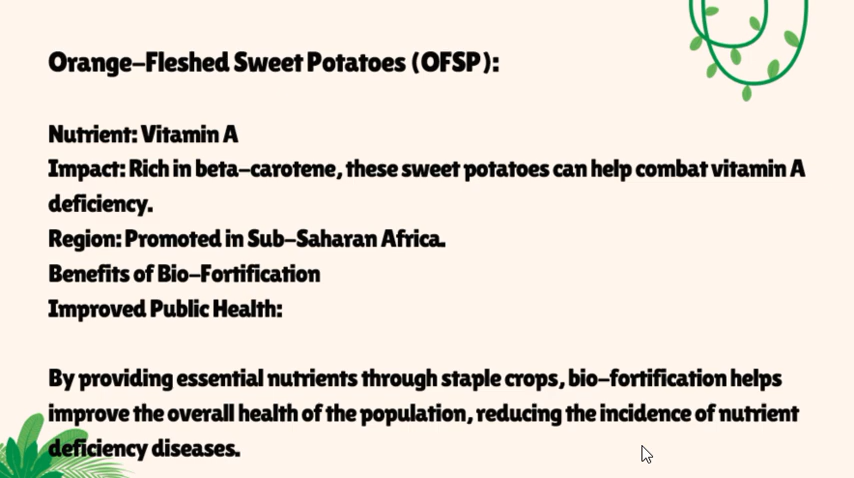 Orange-Fleshed Sweet Potatoes (OFSP):
Nutrient: Vitamin A
Impact: Rich in beta-carotene, these sweet potatoes can help combat vitamin A
deficiency.
Region: Promoted in Sub-Saharan Africa.
Benefits of Bio-Fortification
Improved Public Health:
By providing essential nutrients through staple crops, bio-fortification helps
improve the overall health of the population, reducing the incidence of nutrient
deficiency diseases.